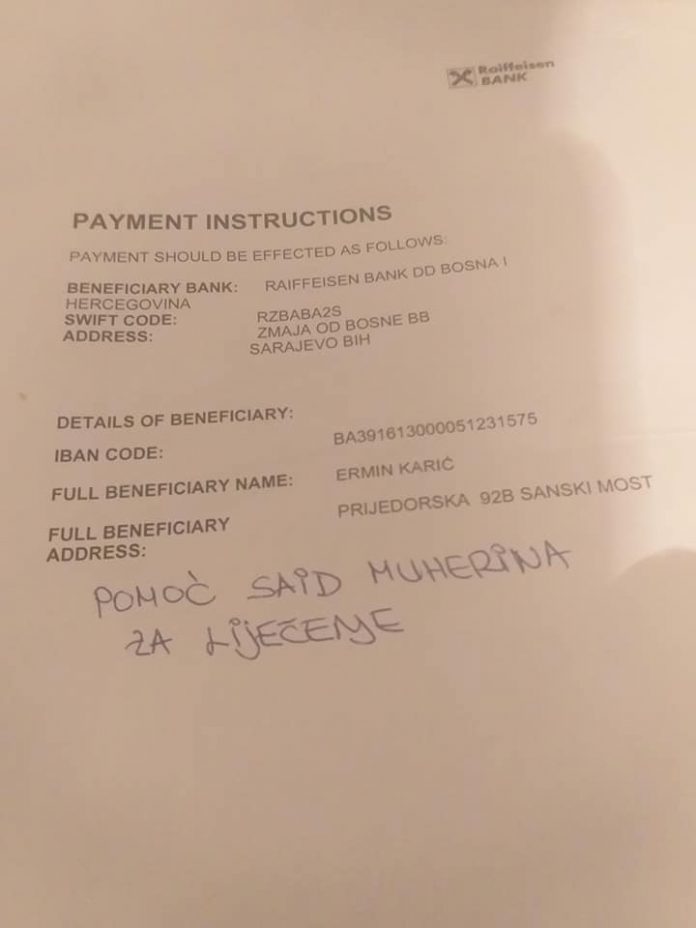 Raiffeisen
BANK
PAYMENT INSTRUCTIONS
PAYMENT SHOULD BE EFFECTED AS FOLLOWS:
BENEFICIARY BANK: RAIFFEISEN BANK DD BOSNA I
HERCEGOVINA
SWIFT CODE: RZBABA2S
ADDRESS: ZMAJA OD BOSNE BB
SARAJEVO BIH
DETAILS OF BENEFICIARY:
IBAN CODE: BA391613000051231575
FULL BENEFICIARY NAME: ERMIN KARIĆ
FULL BENEFICIARY PRIJEDORSKA 92B SANSKI MOST
ADDRESS:
POMOĆ SAID MUHERINA
ZA LIJEČENJE